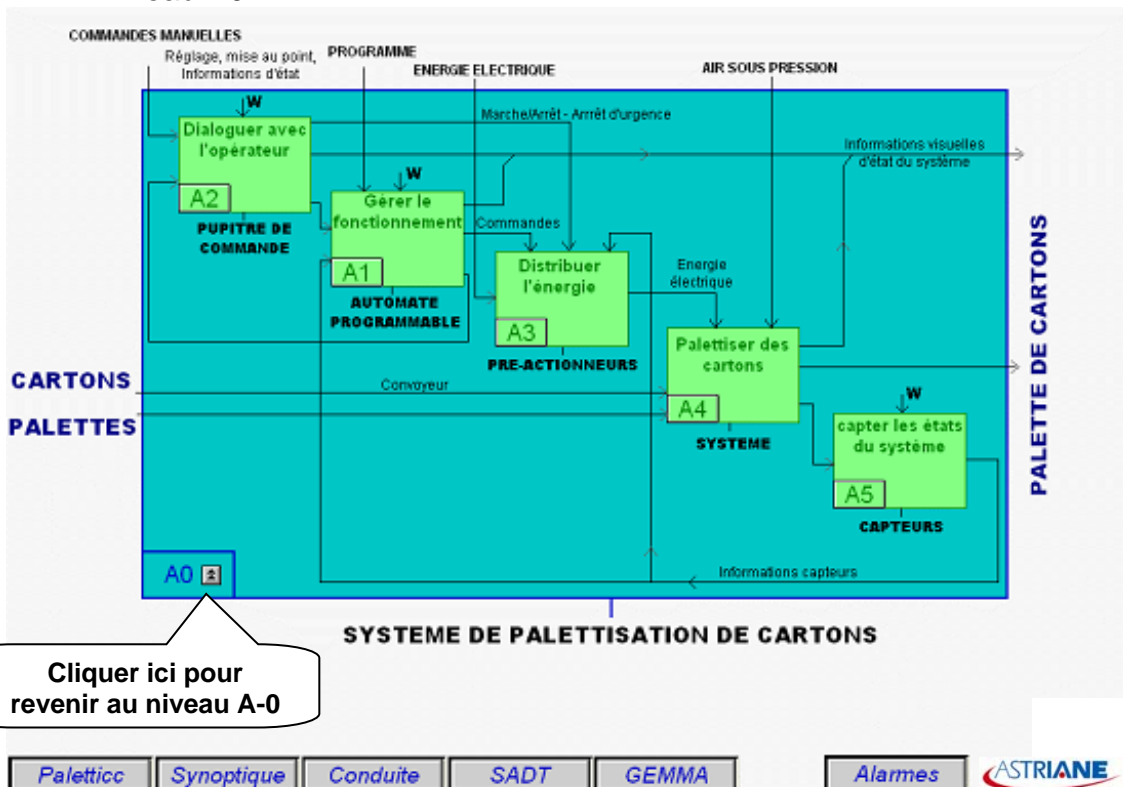 COMMANDES MANUELLES
Réglage, mise au point,
Informations d'état
PROGRAMME
ENERGIE ELECTRIQUE
AIR SOUS PRESSION
W
Dialoguer avec
l'opérateur
A2
PUPITRE DE
COMMANDE
Marche/Arrêt - Arrrêt d'urgence
Informations visuelles
d'état du système
W
Gérer le
fonctionnement
A1
AUTOMATE
PROGRAMMABLE
Commandes
Distribuer
l'énergie
A3
PRE-ACTIONNEURS
Energie
électrique
Palettiser des
cartons
A4
SYSTEME
CARTONS
PALETTES
Convoyeur
W
capter les états
du système
A5
CAPTEURS
PALETTE DE CARTONS
Informations capteurs
A0
SYSTEME DE PALETTISATION DE CARTONS
Cliquer ici pour
revenir au niveau A-0
Paletticc
Synoptique
Conduite
SADT
GEMMA
Alarmes
ASTRIANE